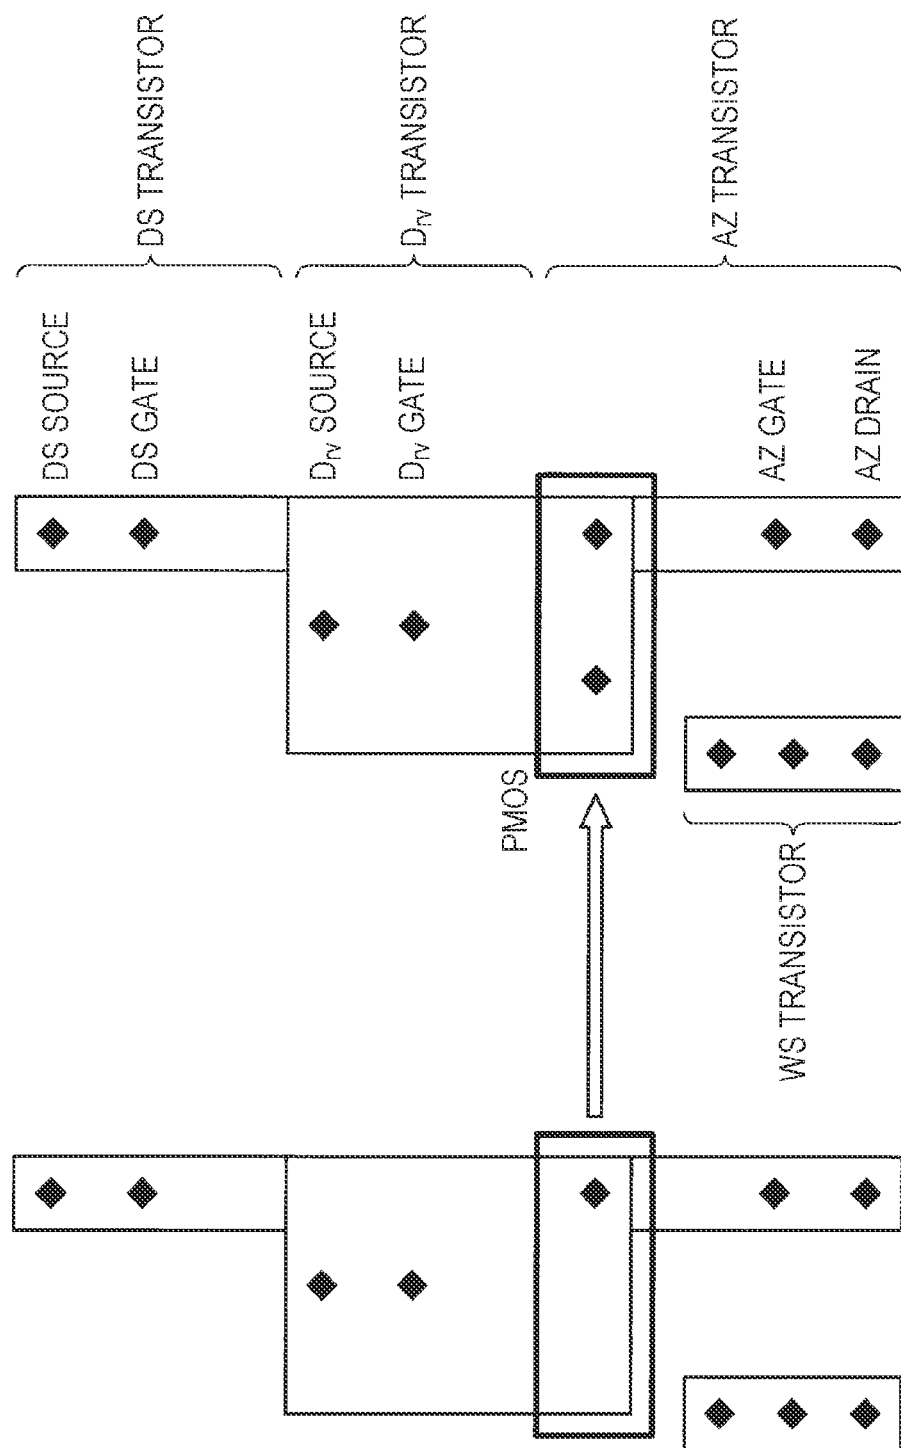 DS TRANSISTOR
Drv TRANSISTOR
AZ TRANSISTOR
DS SOURCE
DS GATE
Drv SOURCE
Drv GATE
AZ GATE
AZ DRAIN
PMOS
WS TRANSISTOR